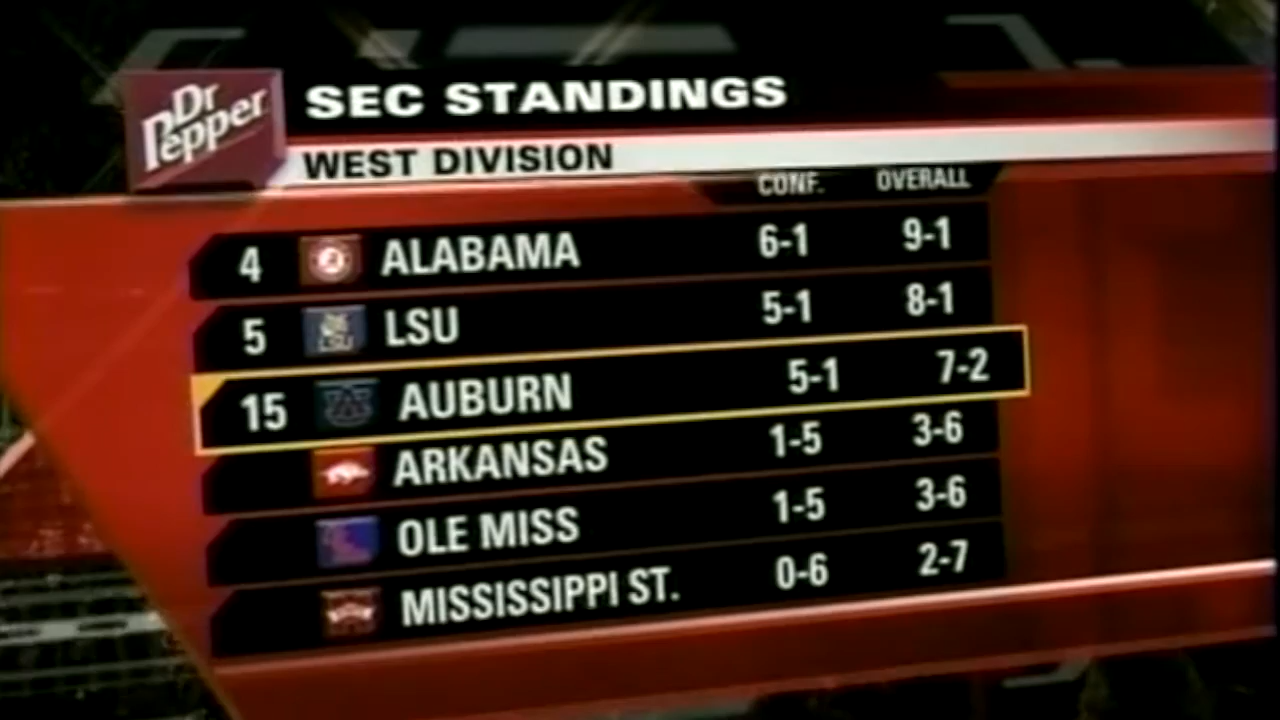 Dr Pepper
SEC STANDINGS
WEST DIVISION
CONF. OVERALL
4 ALABAMA 6-1 9-1
5 LSU 5-1 8-1
15 AUBURN 5-1 7-2
ARKANSAS 1-5 3-6
OLE MISS 1-5 3-6
MISSISSIPPI ST. 0-6 2-7